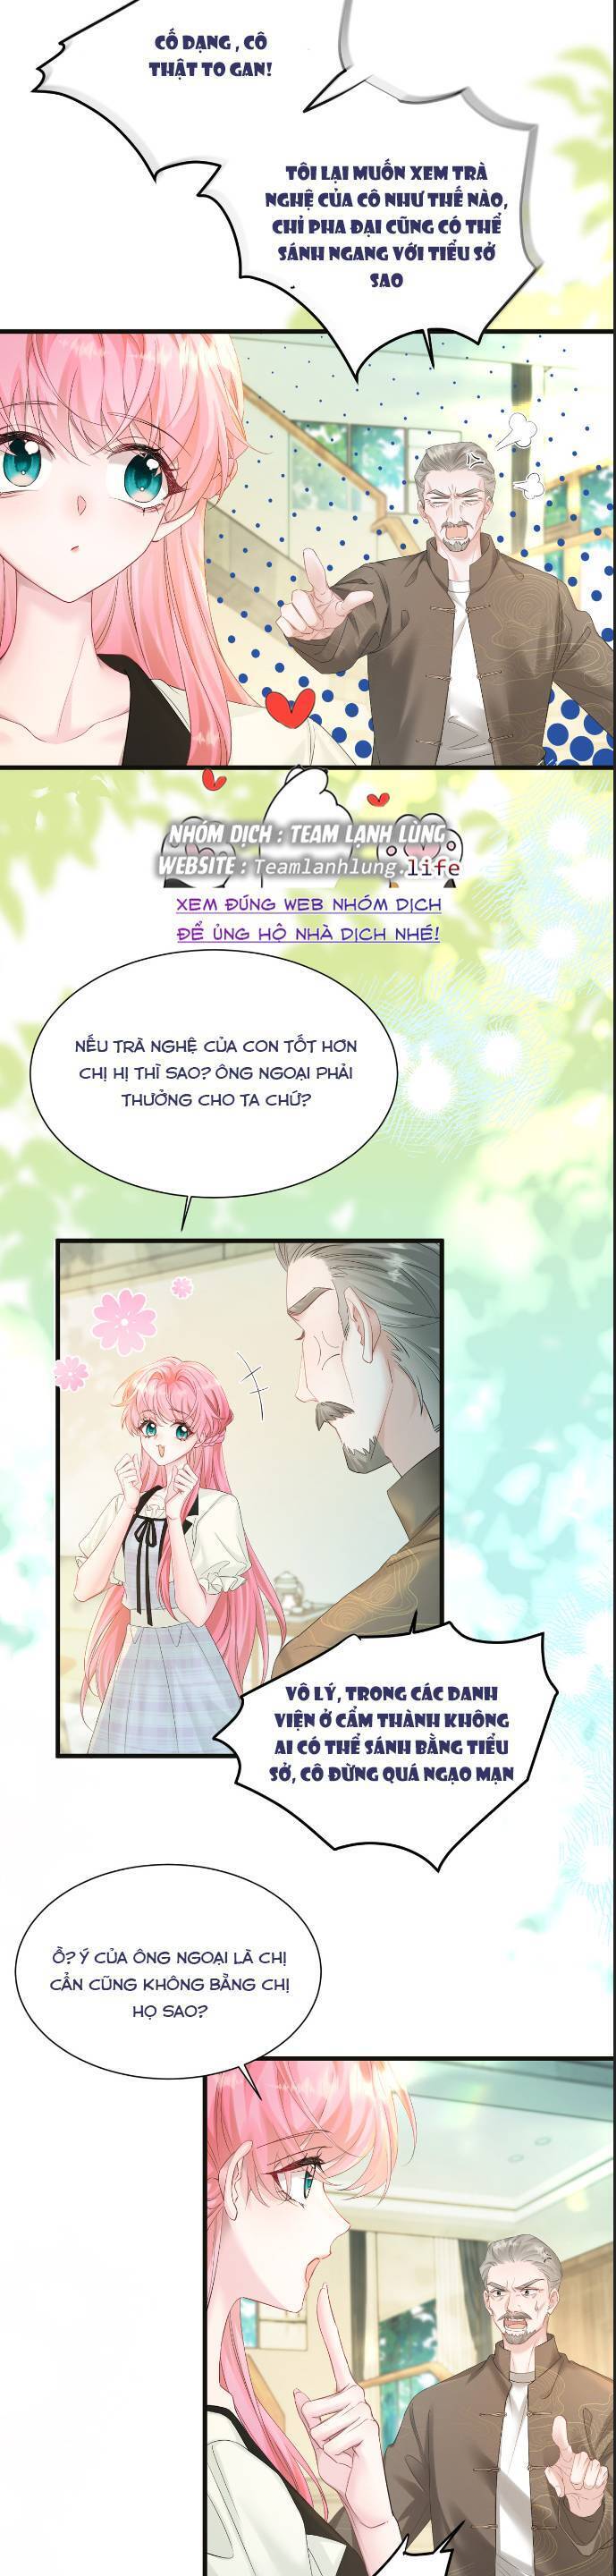 CỐ DẠNG , CÔ
THẬT TO GAN!
TÔI LẠI MUỐN XEM TRÀ
NGHỆ CỦA CÔ NHƯ THẾ NÀO,
CHỈ PHA ĐẠI CŨNG CÓ THỂ
SÁNH NGANG VỚI TIỂU SỞ
SAO
NHÓM DỊCH : TEAM LẠNH LÙNG
WEBSITE : Teamlanhlung.life
XEM ĐÚNG WEB NHÓM DỊCH
ĐỂ ỦNG HỘ NHÀ DỊCH NHÉ!
NẾU TRÀ NGHỆ CỦA CON TỐT HƠN
CHỊ HỊ THÌ SAO? ÔNG NGOẠI PHẢI
THƯỞNG CHO TA CHỨ?
VÔ LÝ, TRONG CÁC DANH
VIỆN Ở CẨM THÀNH KHÔNG
AI CÓ THỂ SÁNH BẰNG TIỂU
SỞ, CÔ ĐỪNG QUÁ NGẠO MẠN
Ồ? Ý CỦA ÔNG NGOẠI LÀ CHỊ
CẨN CŨNG KHÔNG BẰNG CHỊ
HỌ SAO?